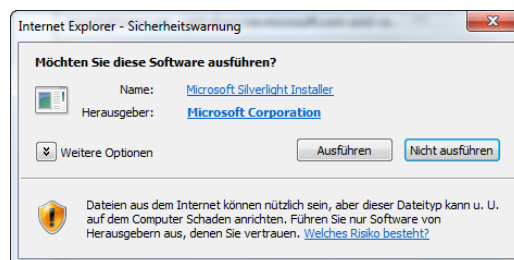 Internet Explorer - Sicherheitswarnung
Möchten Sie diese Software ausführen?
Name: Microsoft Silverlight Installer
Herausgeber: Microsoft Corporation
Weitere Optionen Ausführen Nicht ausführen
Dateien aus dem Internet können nützlich sein, aber dieser Dateityp kann u. U.
auf dem Computer Schaden anrichten. Führen Sie nur Software von
Herausgebern aus, denen Sie vertrauen. Welches Risiko besteht?